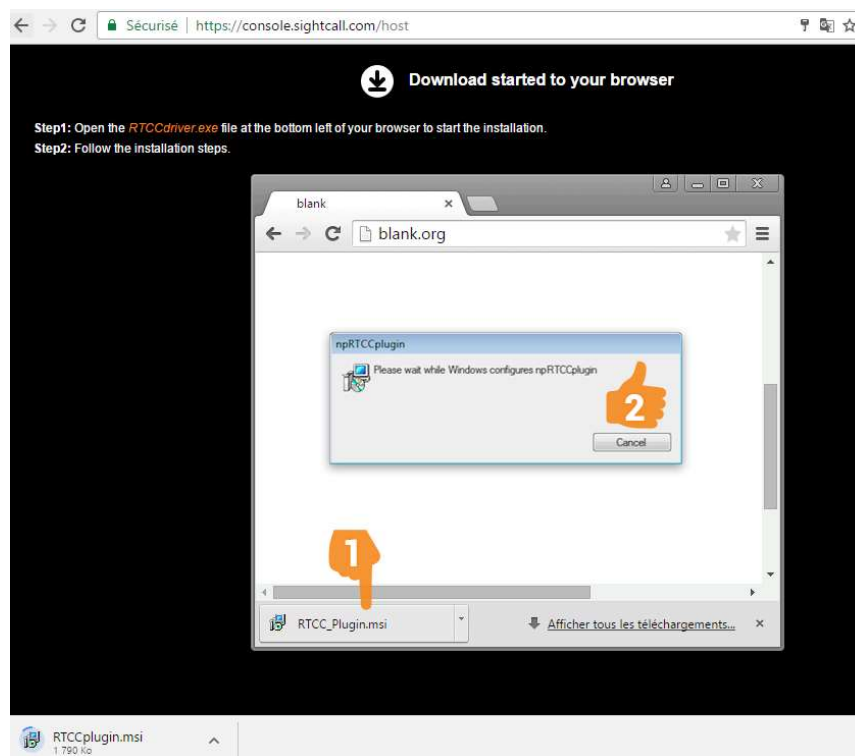 Sécurisé | https://console.sightcall.com/host
Download started to your browser
Step1: Open the RTCCdriver.exe file at the bottom left of your browser to start the installation.
Step2: Follow the installation steps.
blank
blank.org
npRTCCplugin
Please wait while Windows configures npRTCCplugin
2
Cancel
1
RTCC_Plugin.msi
Afficher tous les téléchargements...
RTCCplugin.msi
1 790 Ko